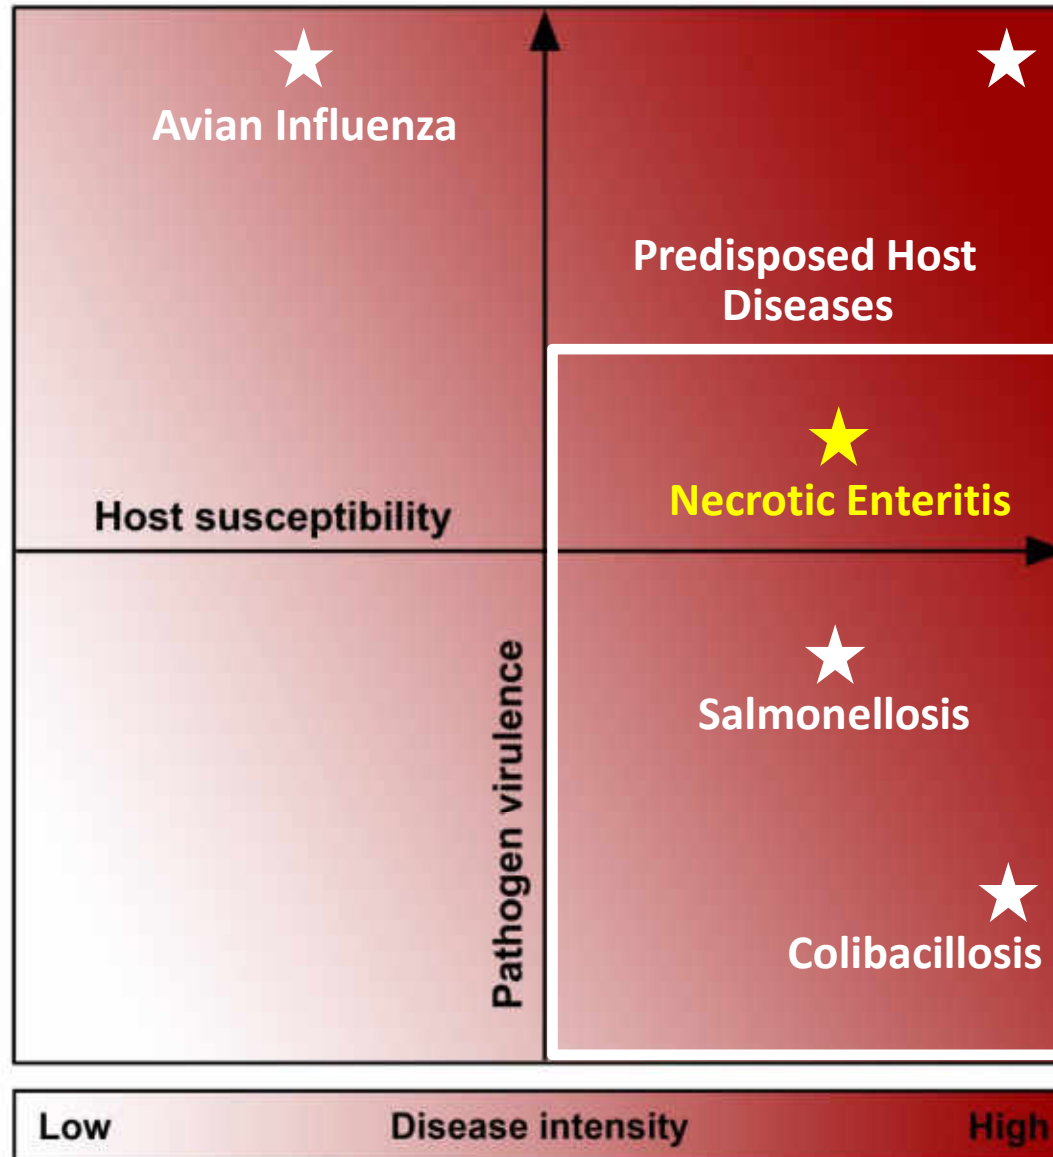 Avian Influenza
Predisposed Host
Diseases
Necrotic Enteritis
Host susceptibility
Pathogen virulence
Salmonellosis
Colibacillosis
Low Disease intensity High